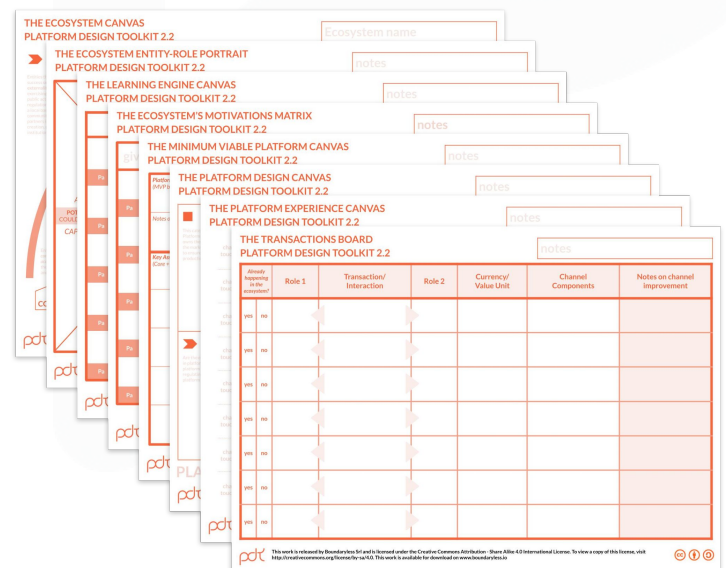 THE ECOSYSTEM CANVAS
PLATFORM DESIGN TOOLKIT 2.2
Ecosystem name
THE ECOSYSTEM ENTITY-ROLE PORTRAIT
PLATFORM DESIGN TOOLKIT 2.2
notes
THE LEARNING ENGINE CANVAS
PLATFORM DESIGN TOOLKIT 2.2
notes
THE ECOSYSTEM'S MOTIVATIONS MATRIX
PLATFORM DESIGN TOOLKIT 2.2
notes
THE MINIMUM VIABLE PLATFORM CANVAS
PLATFORM DESIGN TOOLKIT 2.2
notes
THE PLATFORM DESIGN CANVAS
PLATFORM DESIGN TOOLKIT 2.2
notes
THE PLATFORM EXPERIENCE CANVAS
PLATFORM DESIGN TOOLKIT 2.2
notes
THE TRANSACTIONS BOARD
PLATFORM DESIGN TOOLKIT 2.2
notes
Already happening in the ecosystem?
Role 1
Transaction/ Interaction
Role 2
Currency/ Value Unit
Channel Components
Notes on channel improvement
yes no
yes no
yes no
yes no
yes no
yes no
yes no
pdt
This work is released by Boundaryless Srl and is licensed under the Creative Commons Attribution - Share Alike 4.0 International License. To view a copy of this license, visit
http://creativecommons.org/license/by-sa/4.0. This work is available for download on www.boundaryless.io